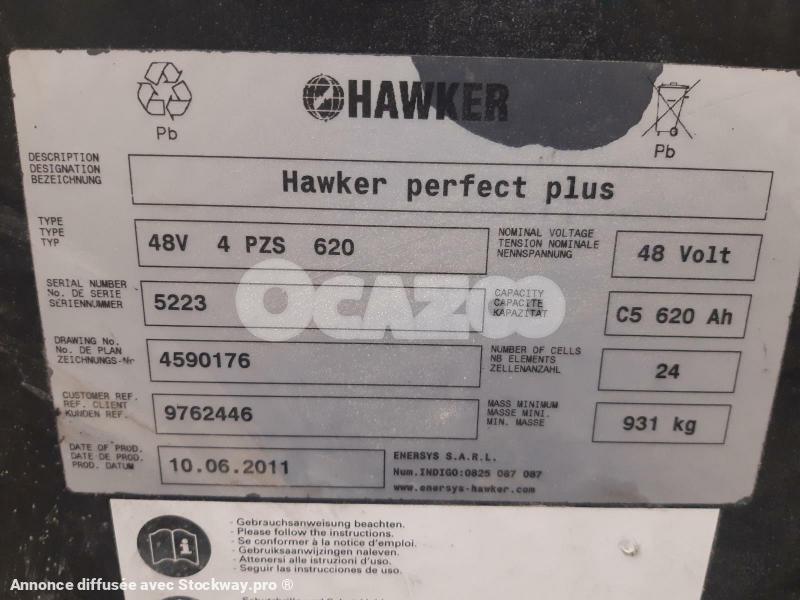 HAWKER
Pb
Pb
DESCRIPTION
DESIGNATION
BEZEICHNUNG
Hawker perfect plus
TYPE
TYPE
TYP
48V 4 PZS 620
NOMINAL VOLTAGE
TENSION NOMINALE
NENNSPANNUNG
48 Volt
SERIAL NUMBER
No. DE SERIE
SERIENNUMMER
5223
CAPACITY
CAPACITE
KAPAZITAT
C5 620 Ah
OCAZOO
DRAWING No.
No. DE PLAN
ZEICHNUNGS-Nr
4590176
NUMBER OF CELLS
NB ELEMENTS
ZELLENANZAHL
24
CUSTOMER REF.
REF. CLIENT
KUNDEN REF.
9762446
MASS MINIMUM
MASSE MINI.
MIN. MASSE
931 kg
DATE OF PROD.
DATE DE PROD.
PROD. DATUM
10.06.2011
ENERSYS S.A.R.L.
Num.INDIGO:0825 087 087
www.enersys-hawker.com
- Gebrauchsanweisung beachten.
- Please follow the instructions.
- Se conformer à la notice d'emploi.
- Gebruiksaanwijzingen naleven.
- Attenersi alle istruzioni d'uso.
- Seguir las instrucciones de uso.
Annonce diffusée avec Stockway.pro ®